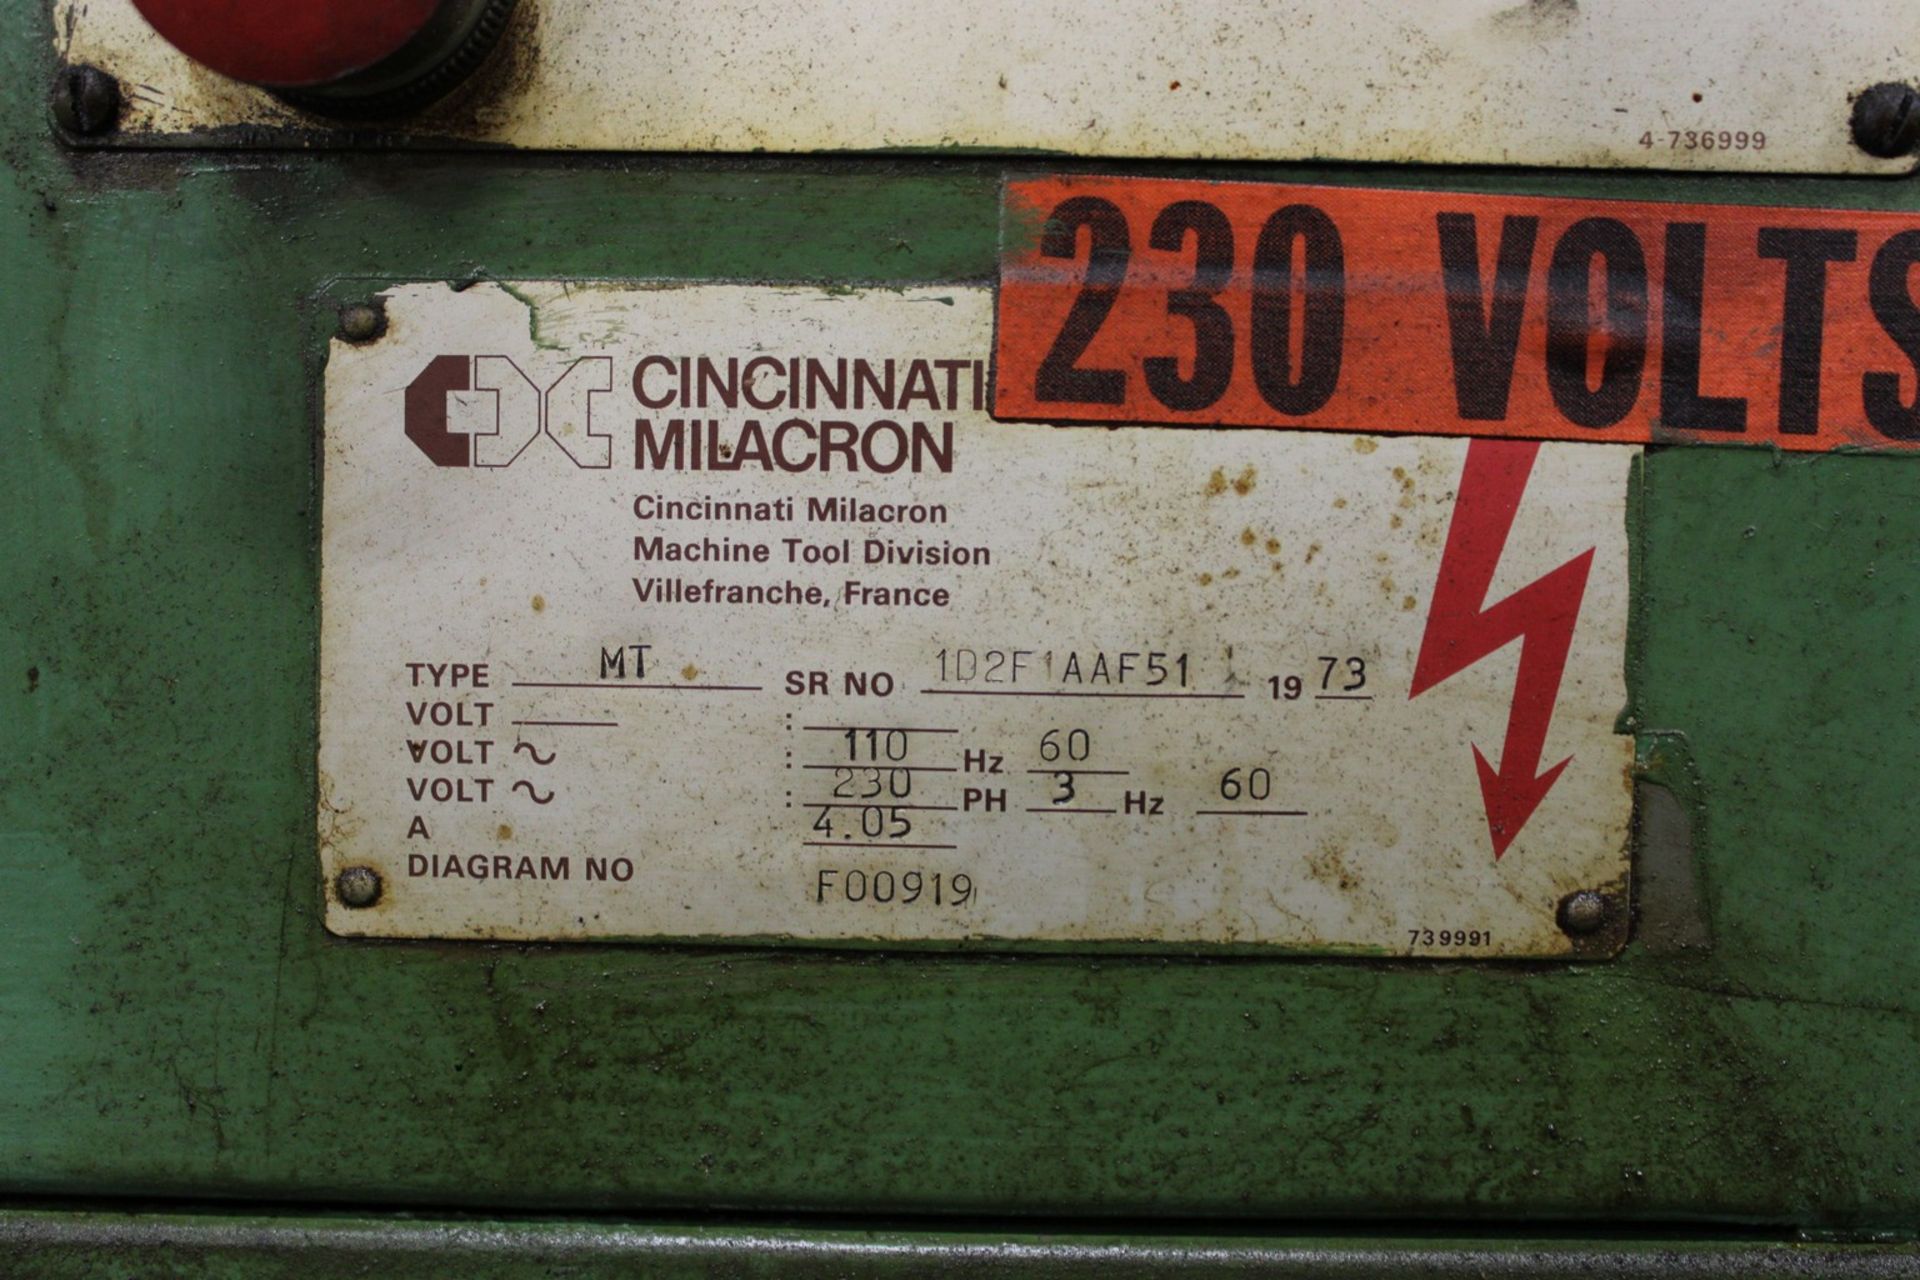 4-736999
230 VOLTS
CINCINNATI
MILACRON
Cincinnati Milacron
Machine Tool Division
Villefranche, France
TYPE MT SR NO 1D2F1AAF51 1973
VOLT :
VOLT ~ : 110 Hz 60
VOLT ~ : 230 PH 3 Hz 60
A 4.05
DIAGRAM NO F00919
739991